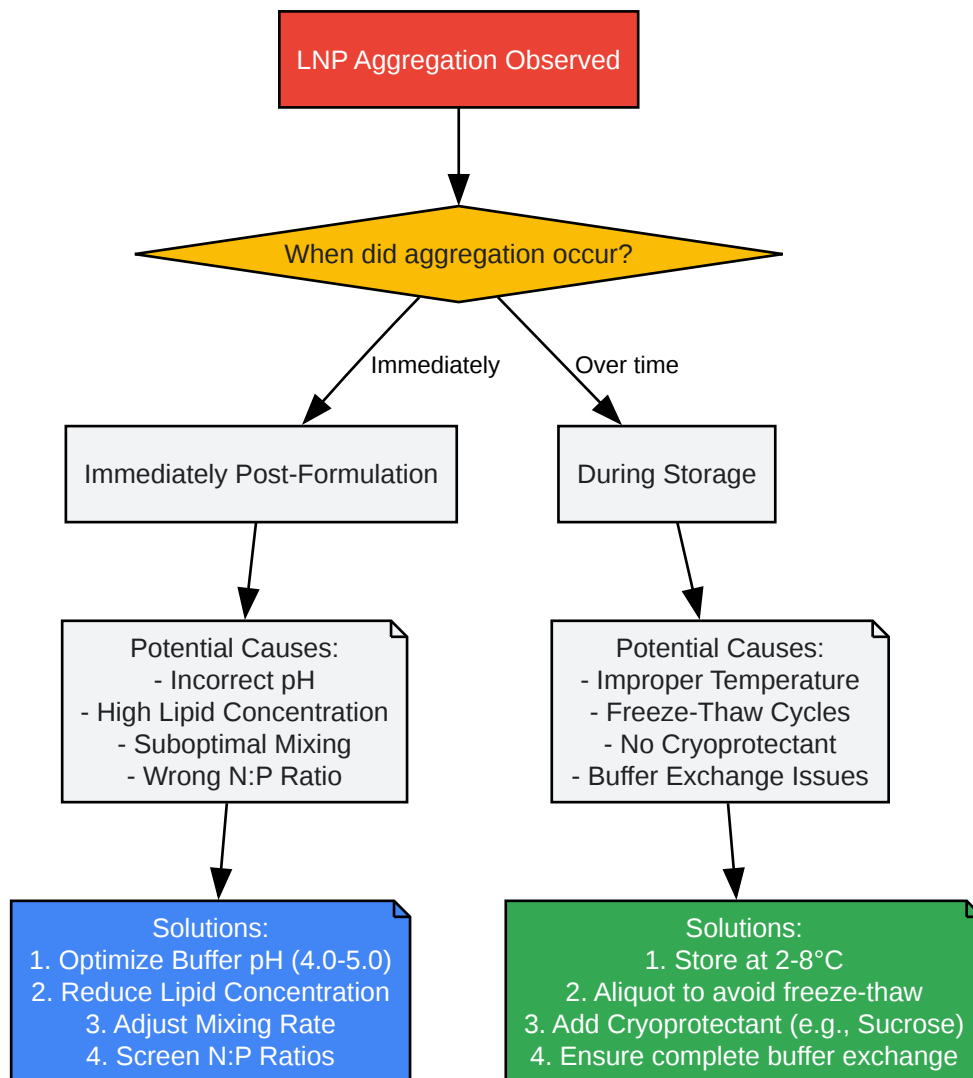 LNP Aggregation Observed
When did aggregation occur?
Immediately
Over time
Immediately Post-Formulation
During Storage
Potential Causes:
- Incorrect pH
- High Lipid Concentration
- Suboptimal Mixing
- Wrong N:P Ratio
Potential Causes:
- Improper Temperature
- Freeze-Thaw Cycles
- No Cryoprotectant
- Buffer Exchange Issues
Solutions:
1. Optimize Buffer pH (4.0-5.0)
2. Reduce Lipid Concentration
3. Adjust Mixing Rate
4. Screen N:P Ratios
Solutions:
1. Store at 2-8°C
2. Aliquot to avoid freeze-thaw
3. Add Cryoprotectant (e.g., Sucrose)
4. Ensure complete buffer exchange